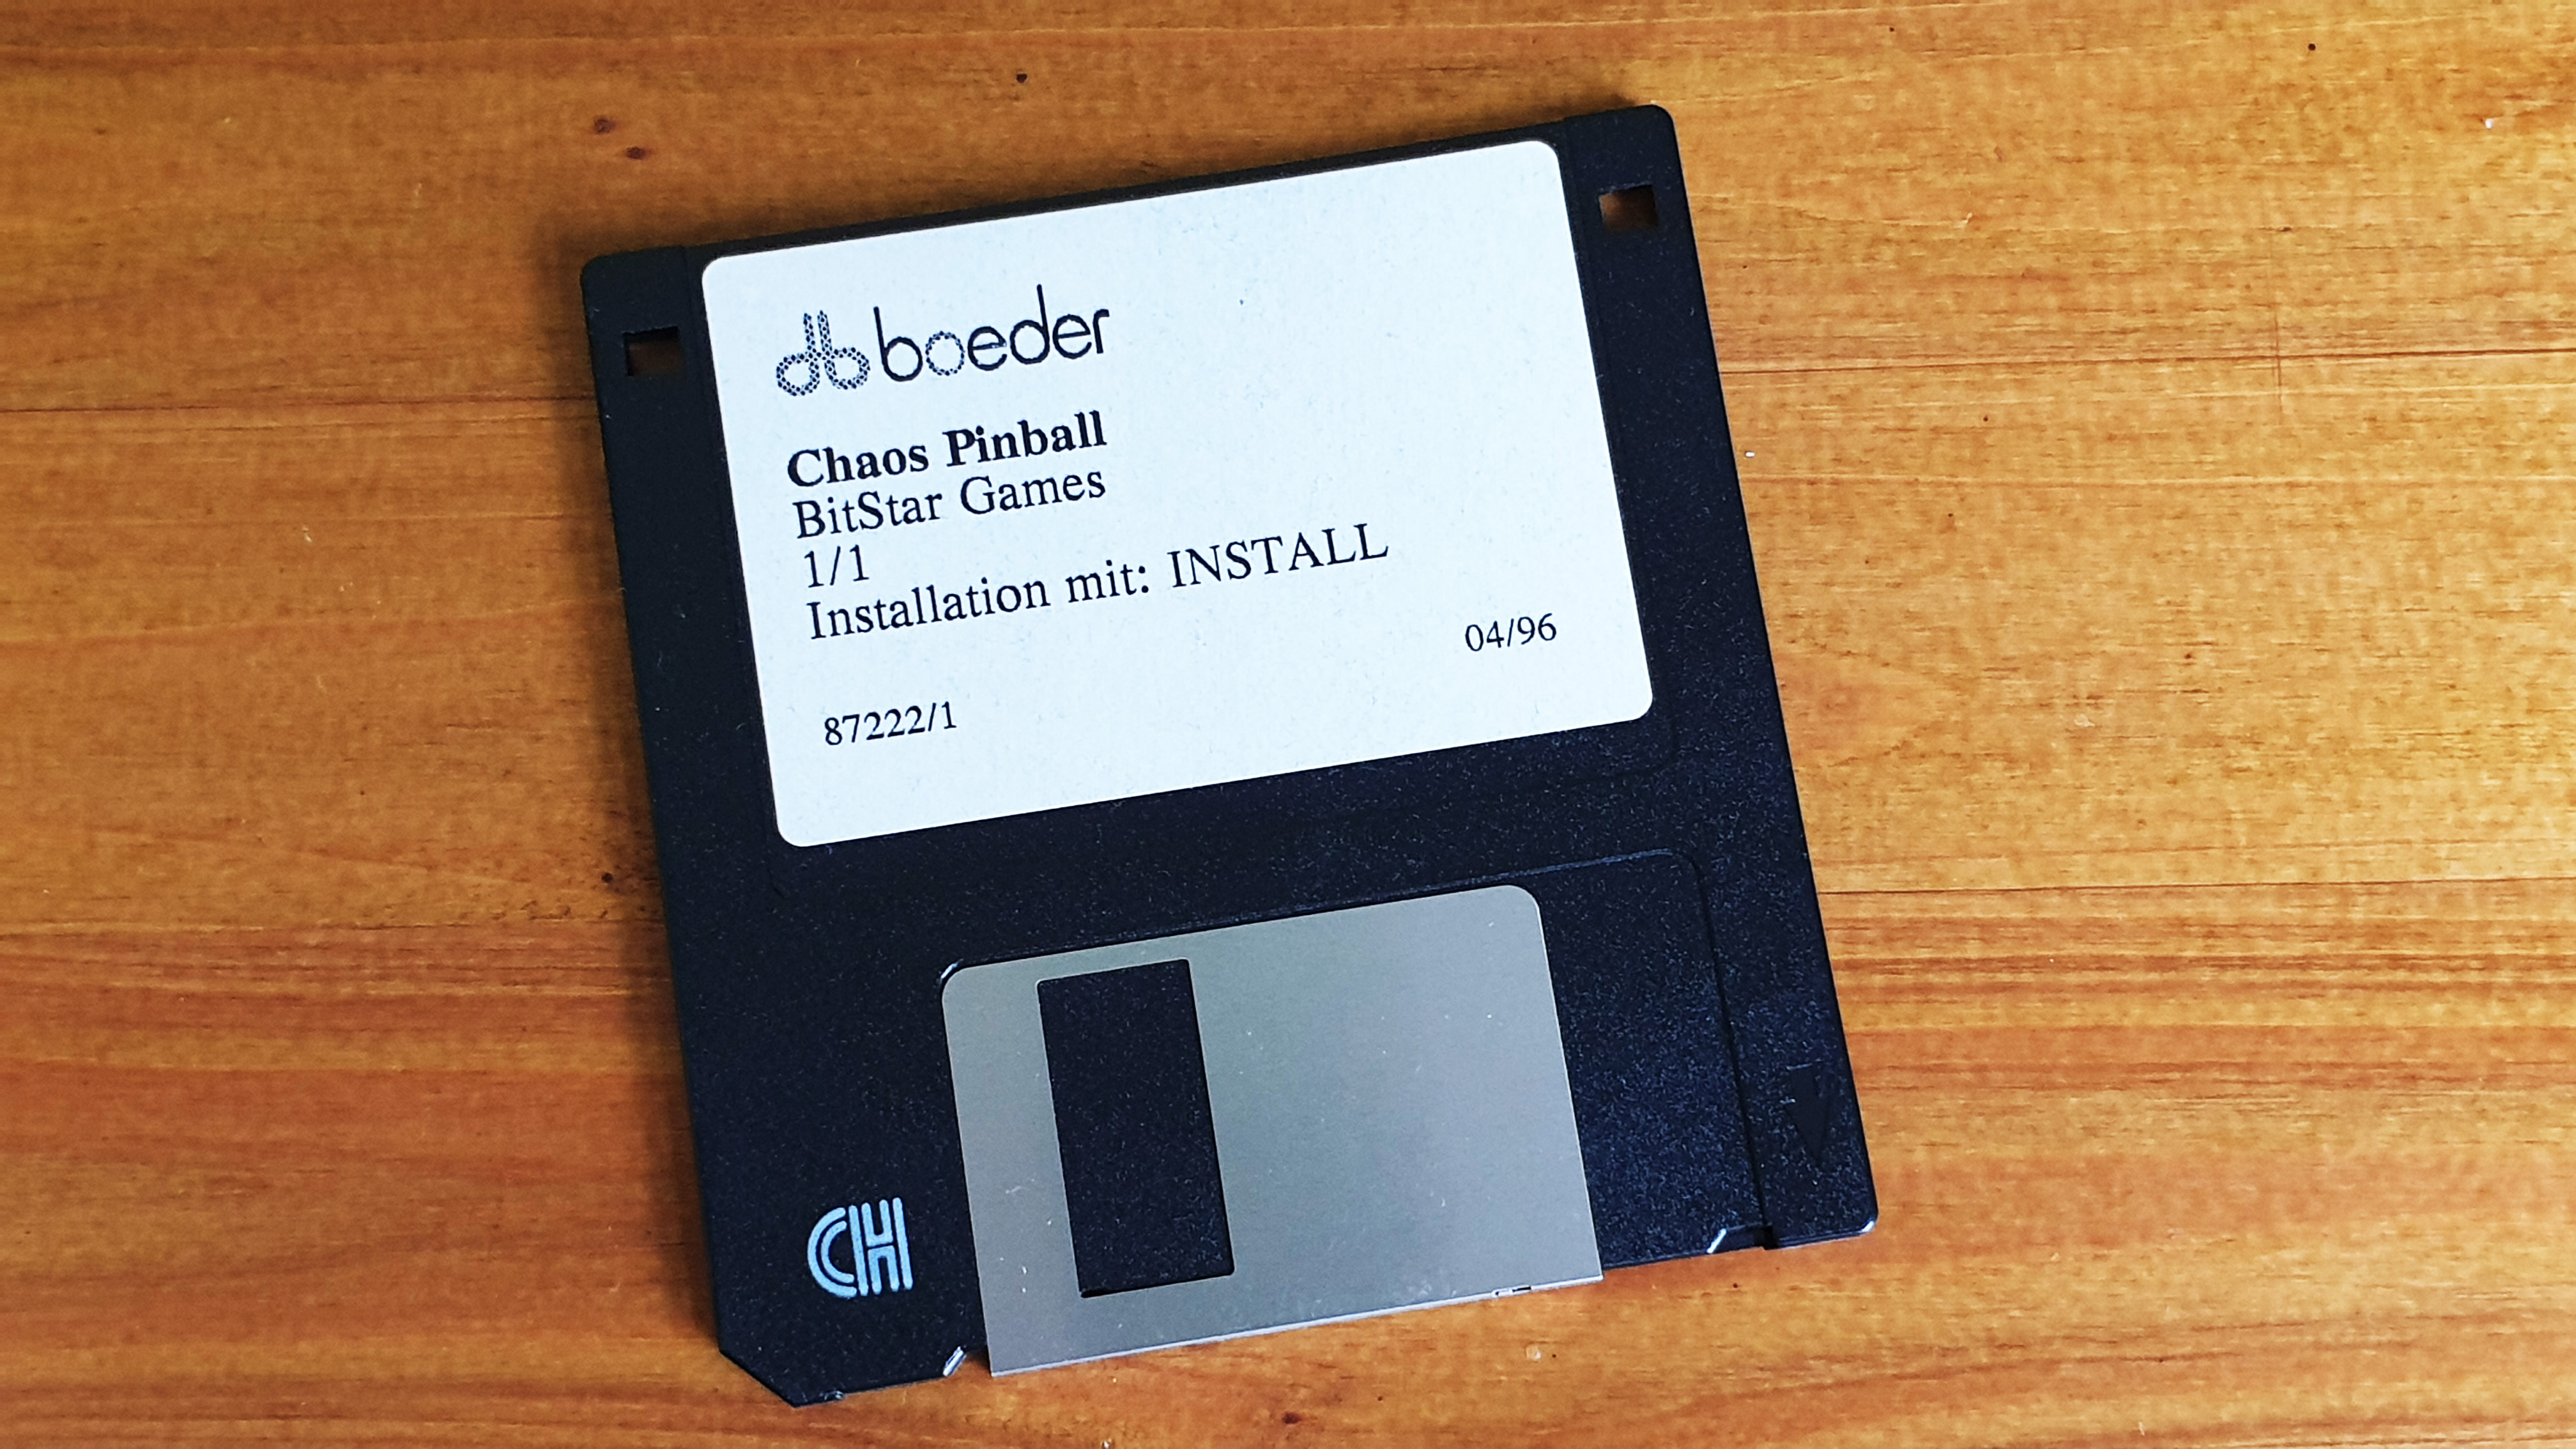 db boeder
Chaos Pinball
BitStar Games
1/1
Installation mit: INSTALL
04/96
87222/1
CH